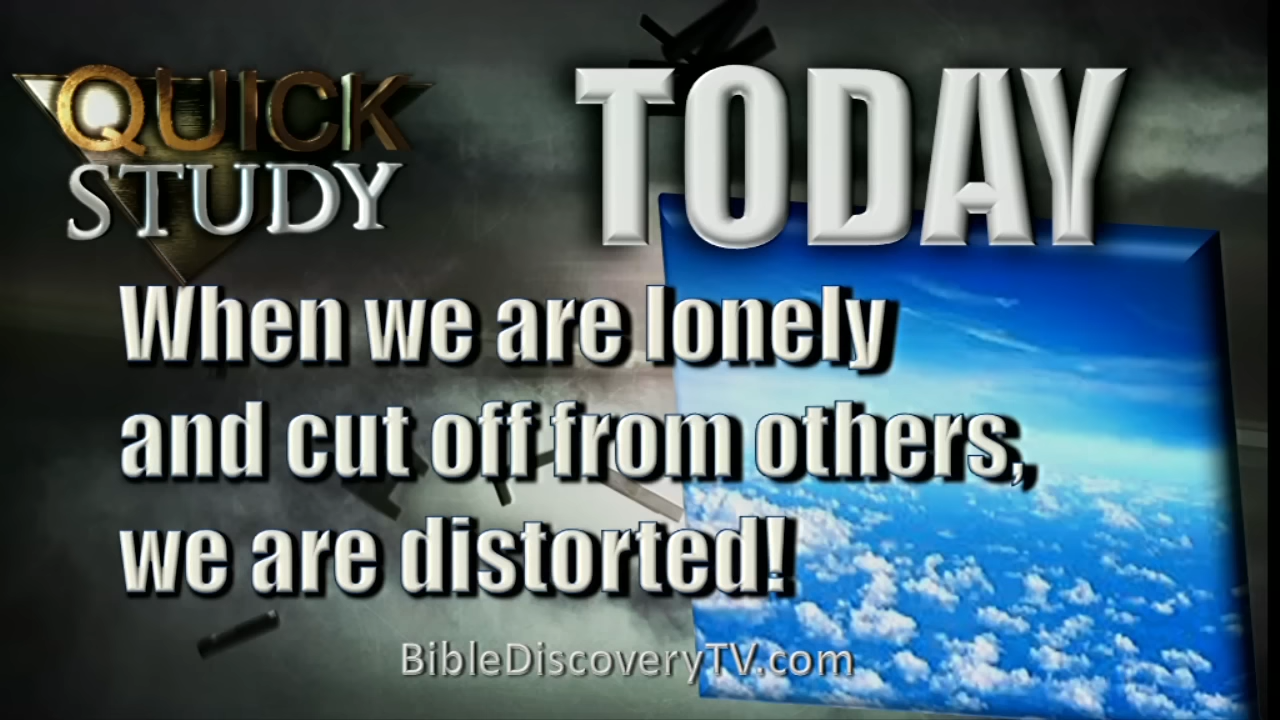 QUICK
STUDY
TODAY
When we are lonely
and cut off from others,
we are distorted!
BibleDiscoveryTV.com